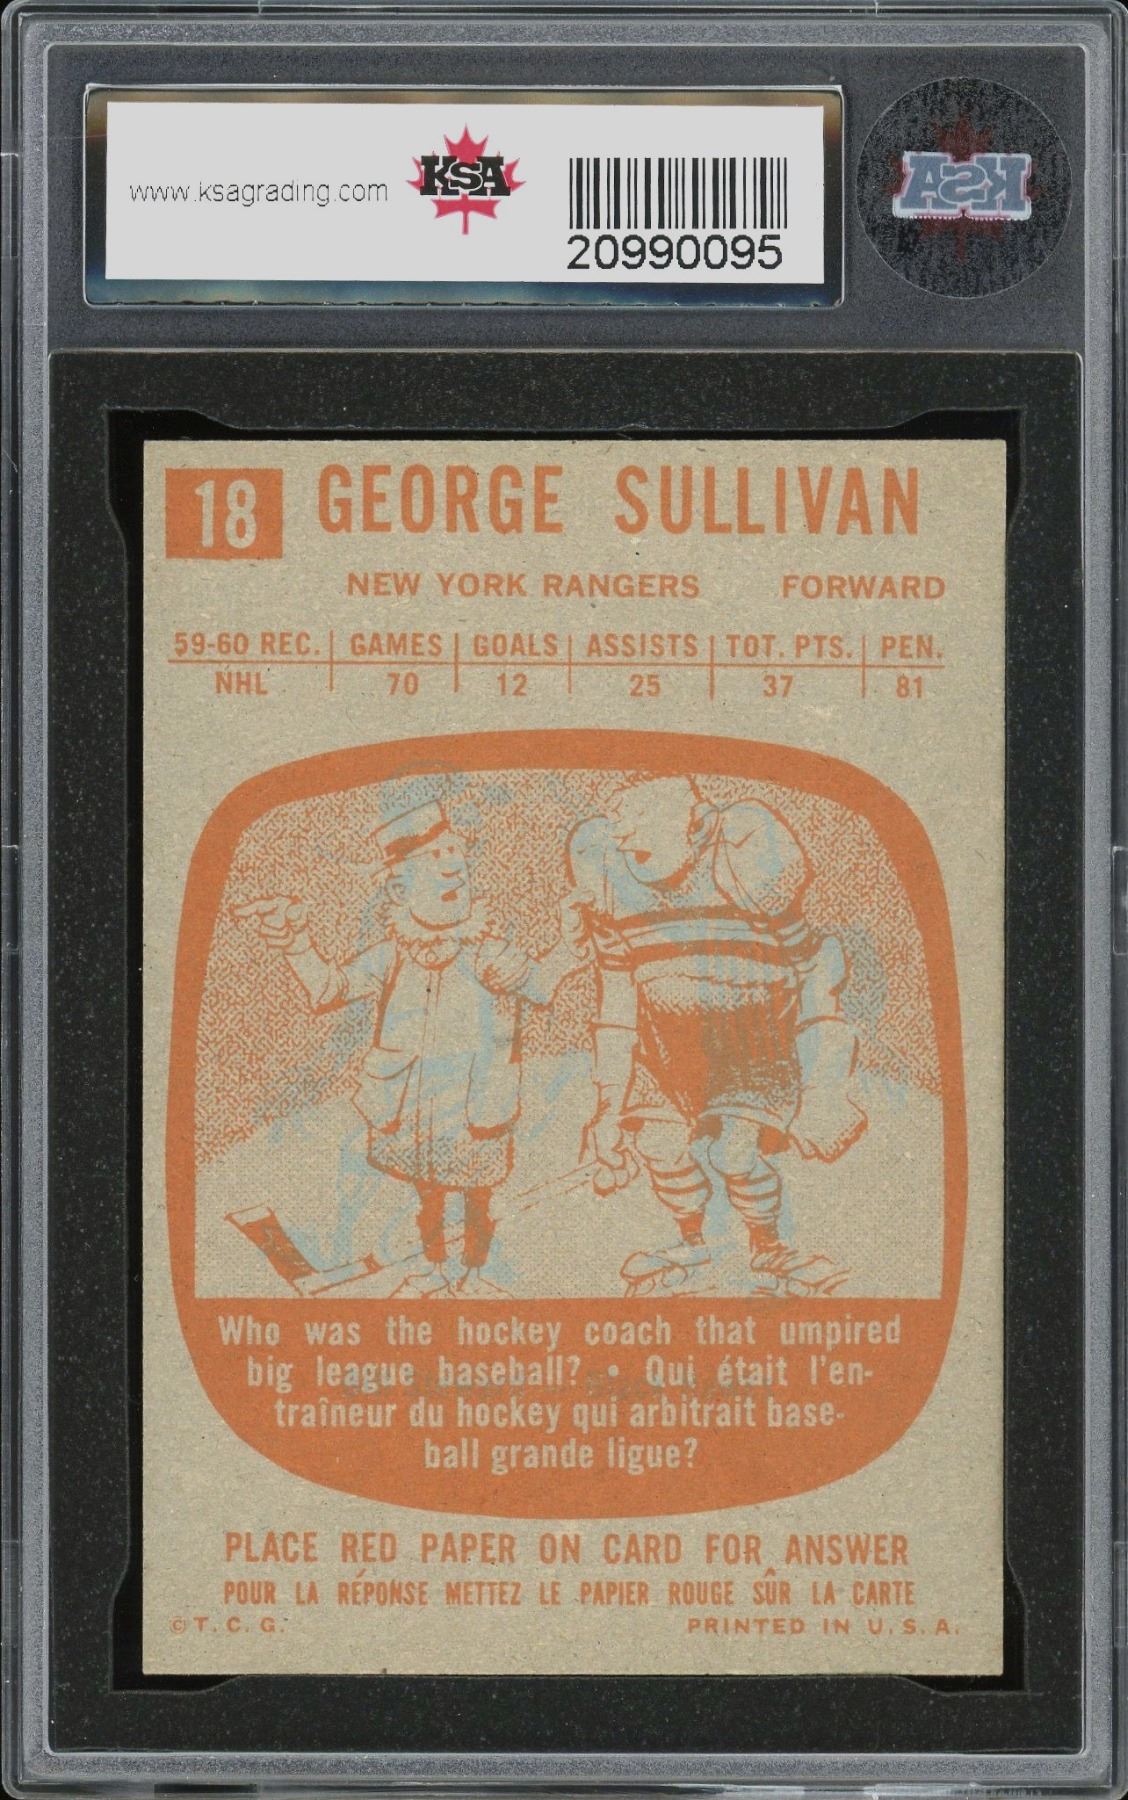 www.ksagrading.com
KSA
20990095
KSA
18 GEORGE SULLIVAN
NEW YORK RANGERS FORWARD
59-60 REC. GAMES GOALS ASSISTS TOT. PTS. PEN.
NHL 70 12 25 37 81
Who was the hockey coach that umpired
big league baseball? • Qui était l'en-
traîneur du hockey qui arbitrait base-
ball grande ligue?
PLACE RED PAPER ON CARD FOR ANSWER
POUR LA RÉPONSE METTEZ LE PAPIER ROUGE SÛR LA CARTE
© T. C. G. PRINTED IN U. S. A.